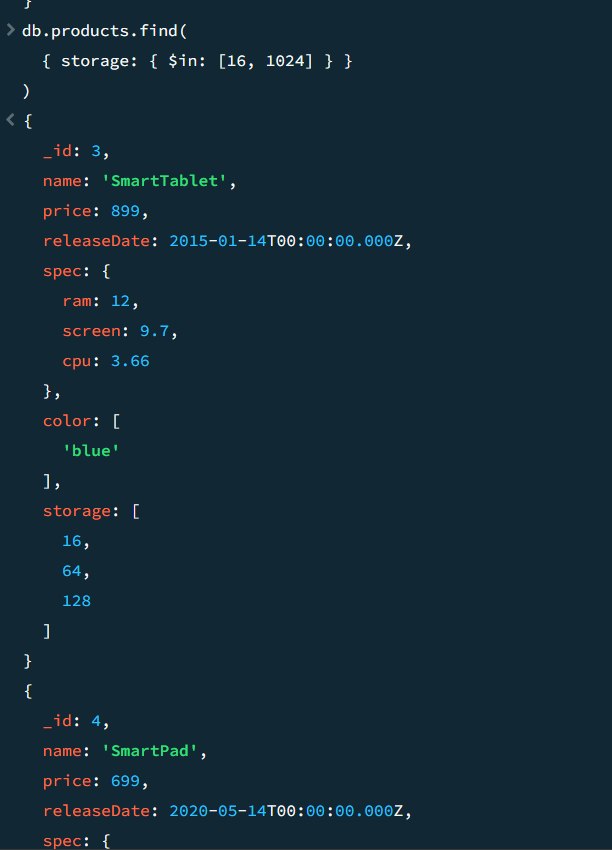 }
db.products.find(
{ storage: { $in: [16, 1024] } }
)
{
_id: 3,
name: 'SmartTablet',
price: 899,
releaseDate: 2015-01-14T00:00:00.000Z,
spec: {
ram: 12,
screen: 9.7,
cpu: 3.66
},
color: [
'blue'
],
storage: [
16,
64,
128
]
}
{
_id: 4,
name: 'SmartPad',
price: 699,
releaseDate: 2020-05-14T00:00:00.000Z,
spec: {